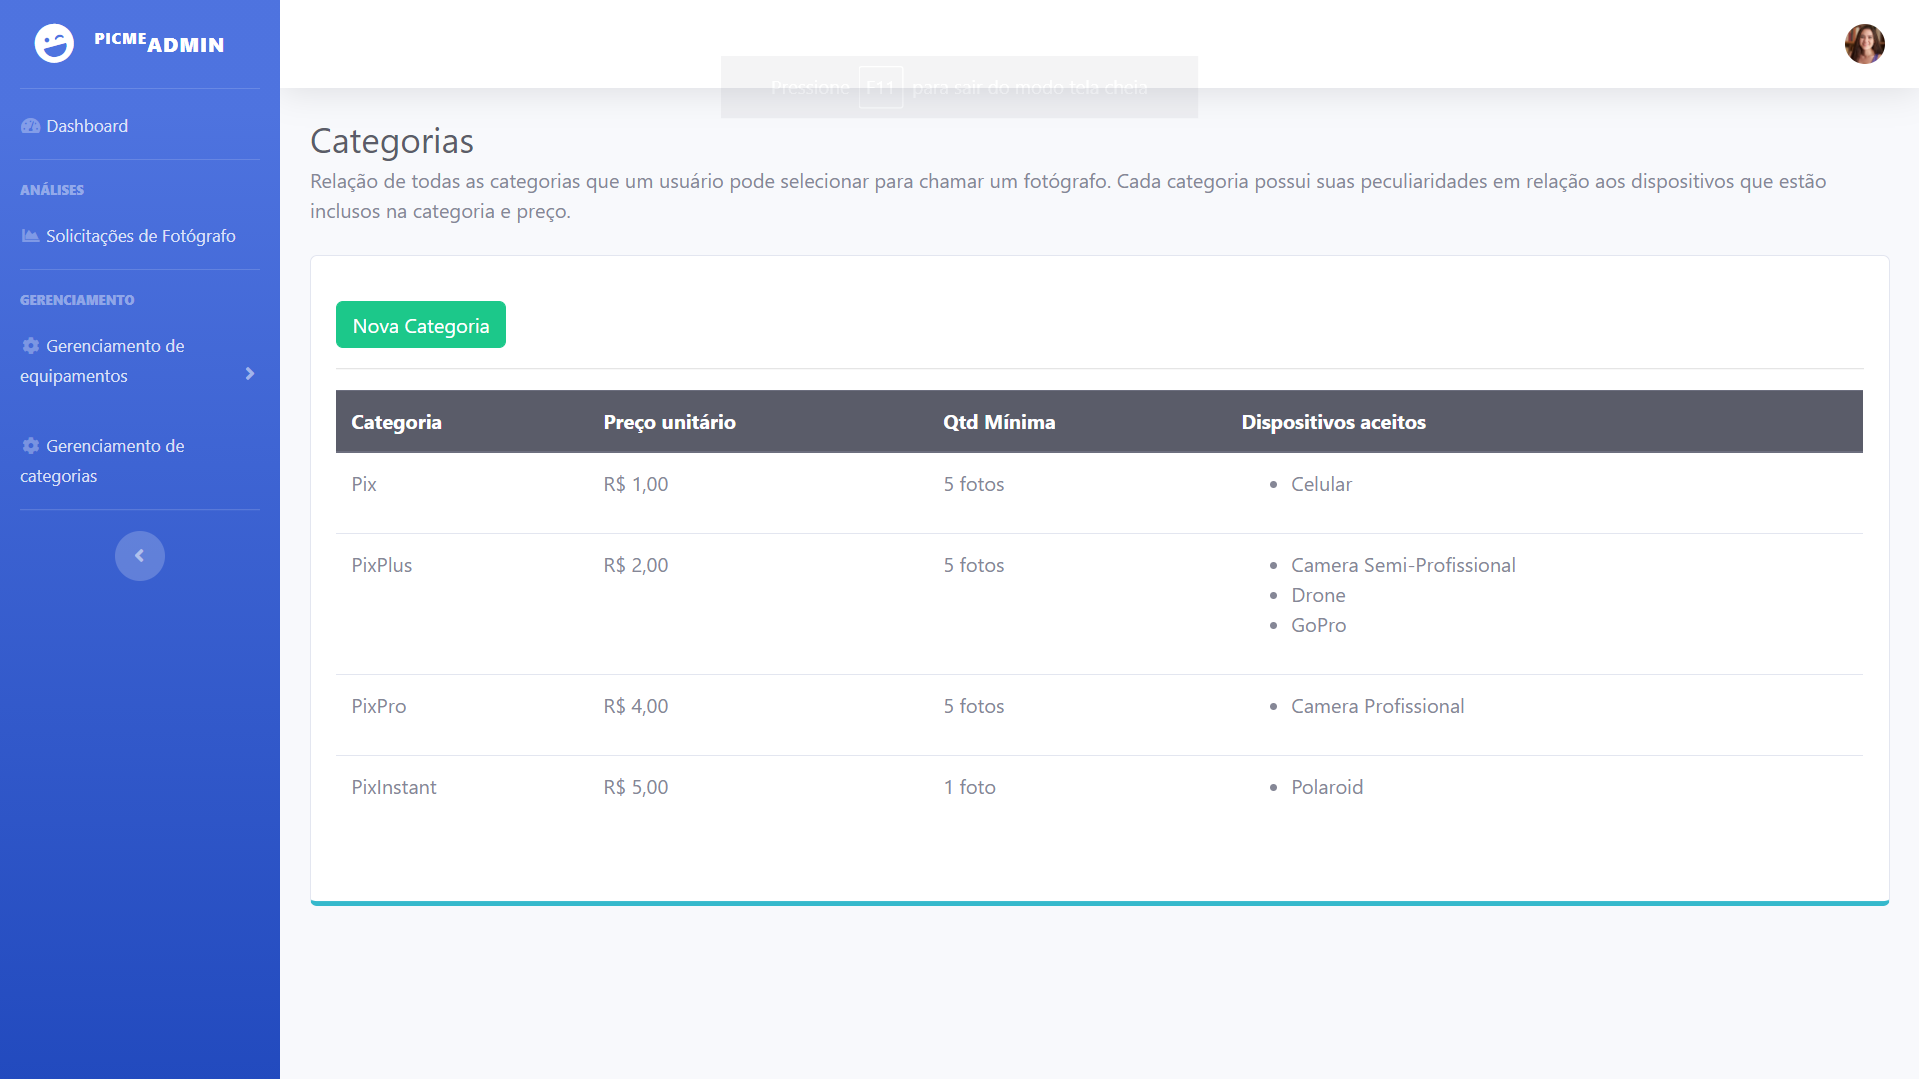 PICME ADMIN
Pressione F11 para sair do modo tela cheia
Dashboard
ANÁLISES
Solicitações de Fotógrafo
GERENCIAMENTO
Gerenciamento de
equipamentos
Gerenciamento de
categorias
Categorias
Relação de todas as categorias que um usuário pode selecionar para chamar um fotógrafo. Cada categoria possui suas peculiaridades em relação aos dispositivos que estão
inclusos na categoria e preço.
Nova Categoria
Categoria Preço unitário Qtd Mínima Dispositivos aceitos
Pix R$ 1,00 5 fotos • Celular
PixPlus R$ 2,00 5 fotos • Camera Semi-Profissional
• Drone
• GoPro
PixPro R$ 4,00 5 fotos • Camera Profissional
PixInstant R$ 5,00 1 foto • Polaroid